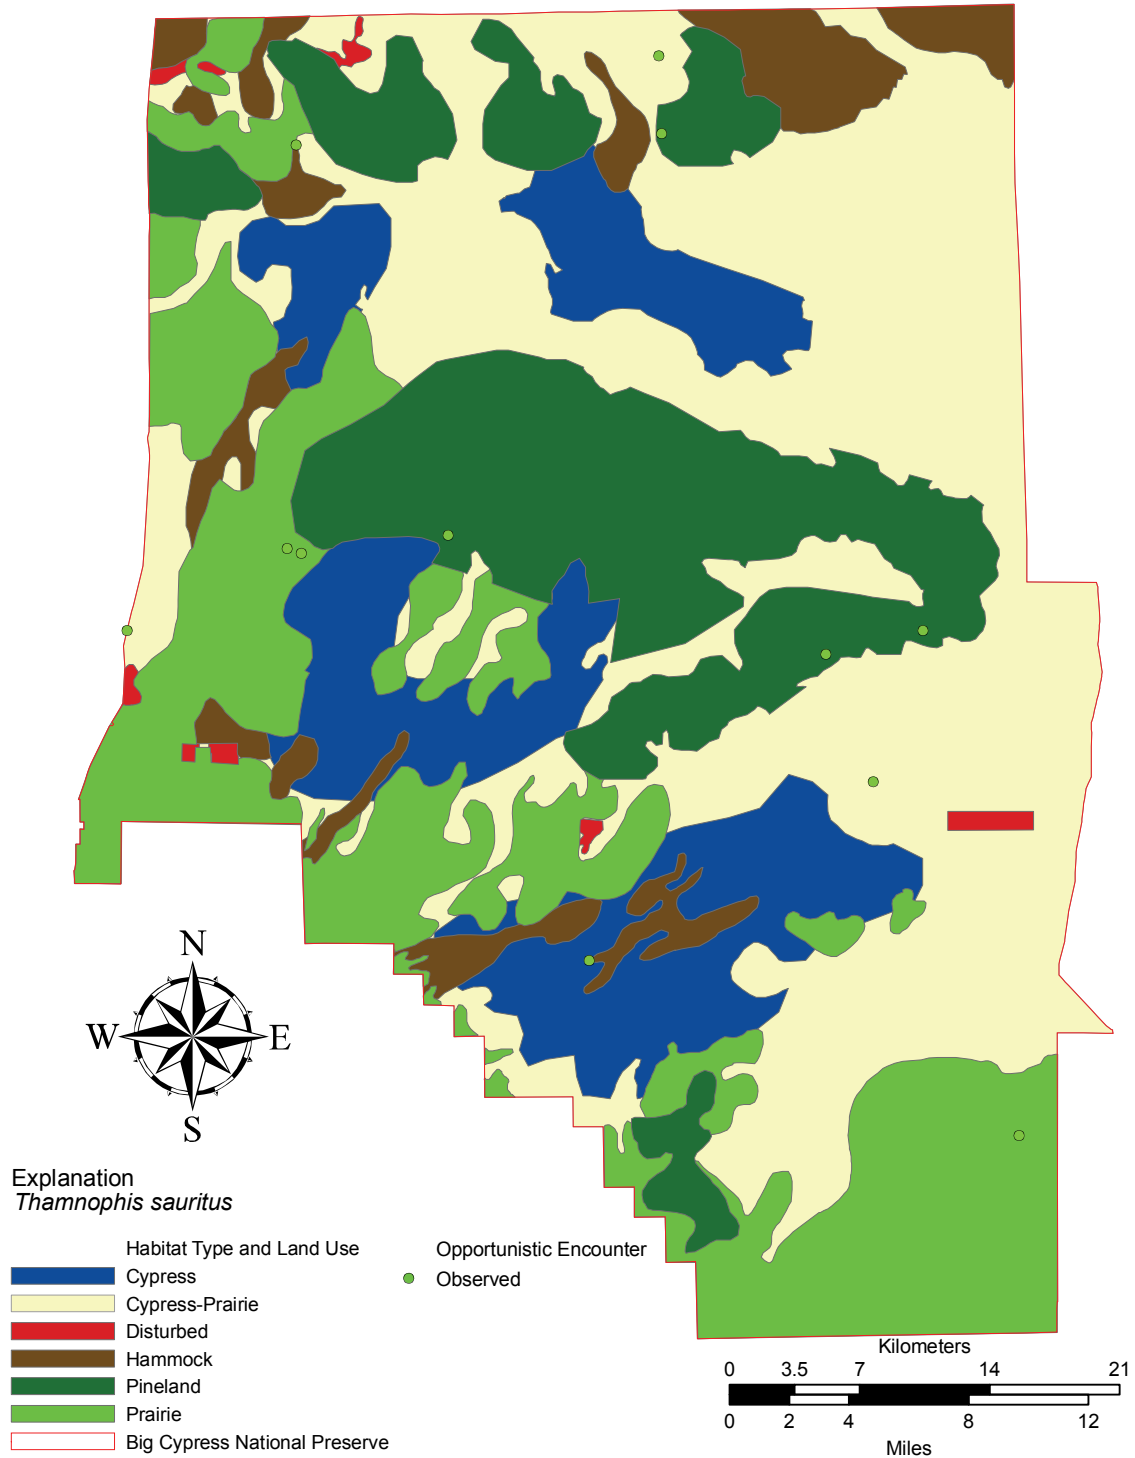 N
W
E
S
Explanation
Thamnophis sauritus
Habitat Type and Land Use
Cypress
Cypress-Prairie
Disturbed
Hammock
Pineland
Prairie
Big Cypress National Preserve
Opportunistic Encounter
Observed
Kilometers
0 3.5 7 14 21
0 2 4 8 12
Miles